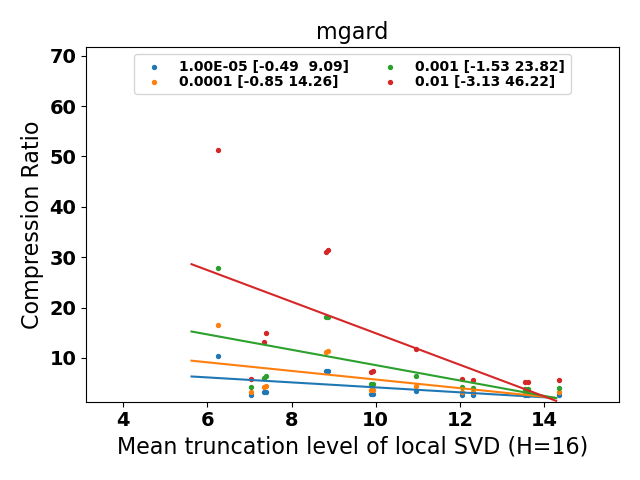 mgard
1.00E-05 [-0.49  9.09]
0.0001 [-0.85 14.26]
0.001 [-1.53 23.82]
0.01 [-3.13 46.22]
Compression Ratio
70
60
50
40
30
20
10
4 6 8 10 12 14
Mean truncation level of local SVD (H=16)